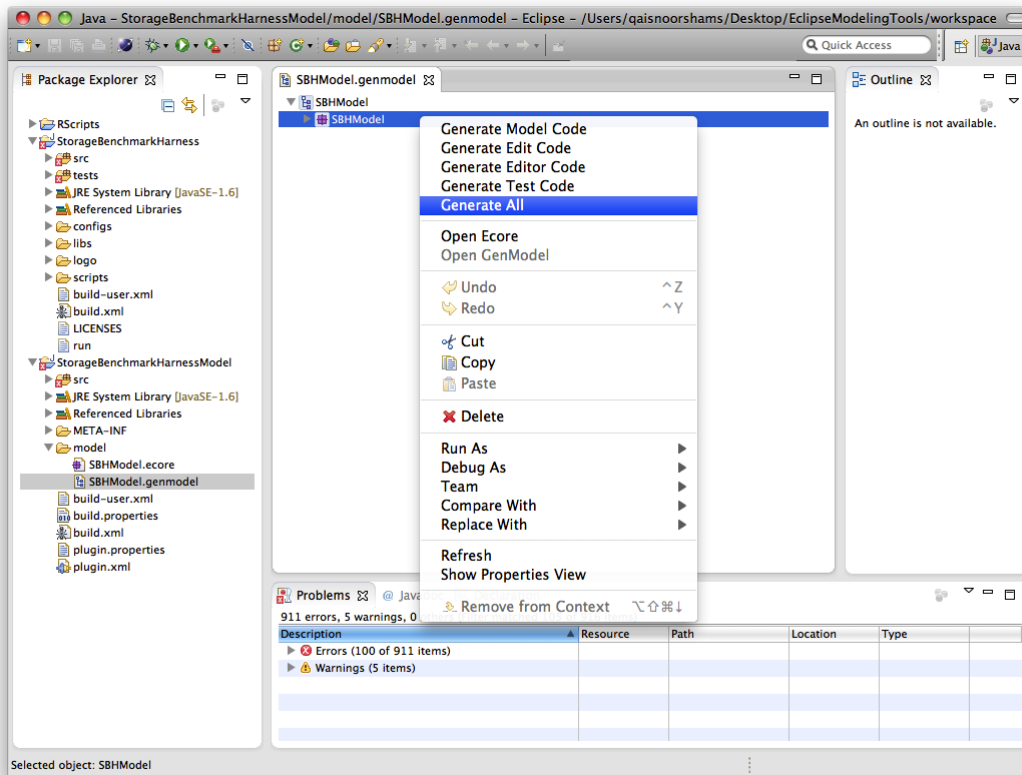 Java – StorageBenchmarkHarnessModel/model/SBHModel.genmodel – Eclipse – /Users/qaisnoorshams/Desktop/EclipseModelingTools/workspace
Quick Access
Java
Package Explorer
RScripts
StorageBenchmarkHarness
src
tests
JRE System Library [JavaSE-1.6]
Referenced Libraries
configs
libs
logo
scripts
build-user.xml
build.xml
LICENSES
run
StorageBenchmarkHarnessModel
src
JRE System Library [JavaSE-1.6]
Referenced Libraries
META-INF
model
SBHModel.ecore
SBHModel.genmodel
build-user.xml
build.properties
build.xml
plugin.properties
plugin.xml
SBHModel.genmodel
SBHModel
SBHModel
Generate Model Code
Generate Edit Code
Generate Editor Code
Generate Test Code
Generate All
Open Ecore
Open GenModel
Undo ^Z
Redo ^Y
Cut
Copy
Paste
Delete
Run As
Debug As
Team
Compare With
Replace With
Refresh
Show Properties View
Remove from Context ⌥⇧⌘↓
Outline
An outline is not available.
Problems @ Java
911 errors, 5 warnings, 0
Description Resource Path Location Type
Errors (100 of 911 items)
Warnings (5 items)
Selected object: SBHModel